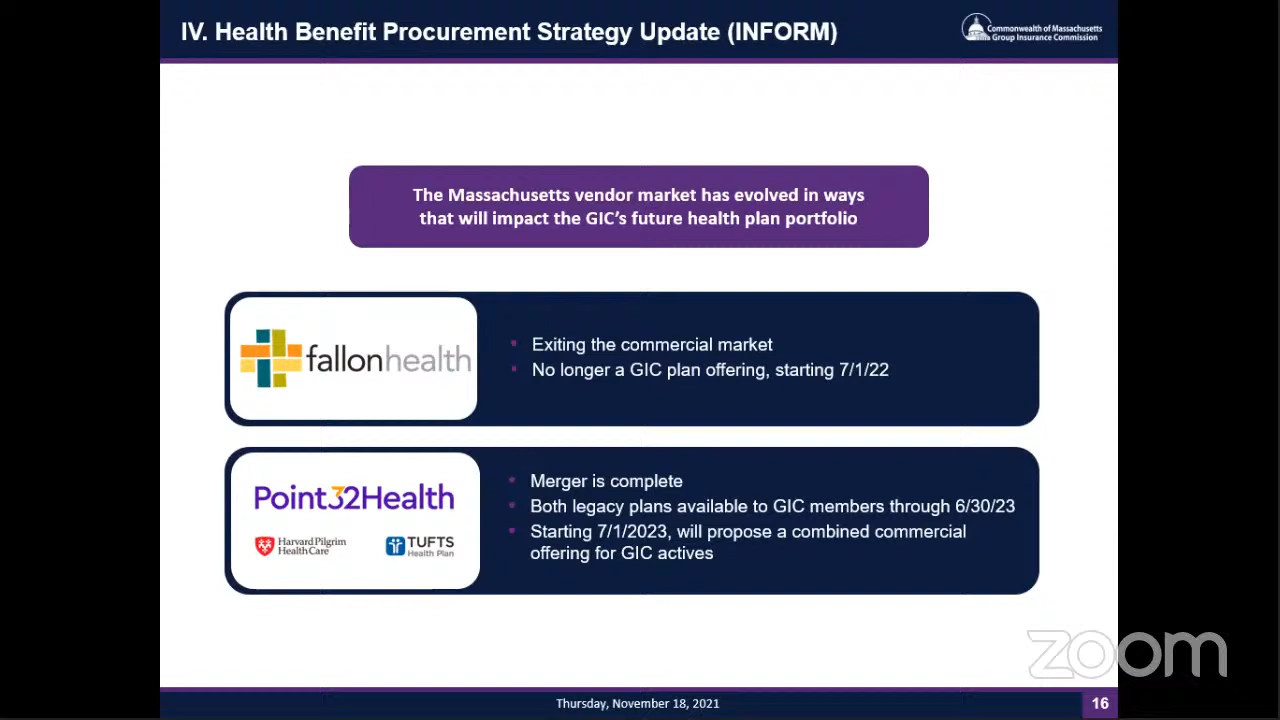 IV. Health Benefit Procurement Strategy Update (INFORM)
Commonwealth of Massachusetts
Group Insurance Commission
The Massachusetts vendor market has evolved in ways
that will impact the GIC's future health plan portfolio
fallonhealth
• Exiting the commercial market
• No longer a GIC plan offering, starting 7/1/22
Point32Health
Harvard Pilgrim
HealthCare
TUFTS
Health Plan
• Merger is complete
• Both legacy plans available to GIC members through 6/30/23
• Starting 7/1/2023, will propose a combined commercial
offering for GIC actives
zoom
Thursday, November 18, 2021
16